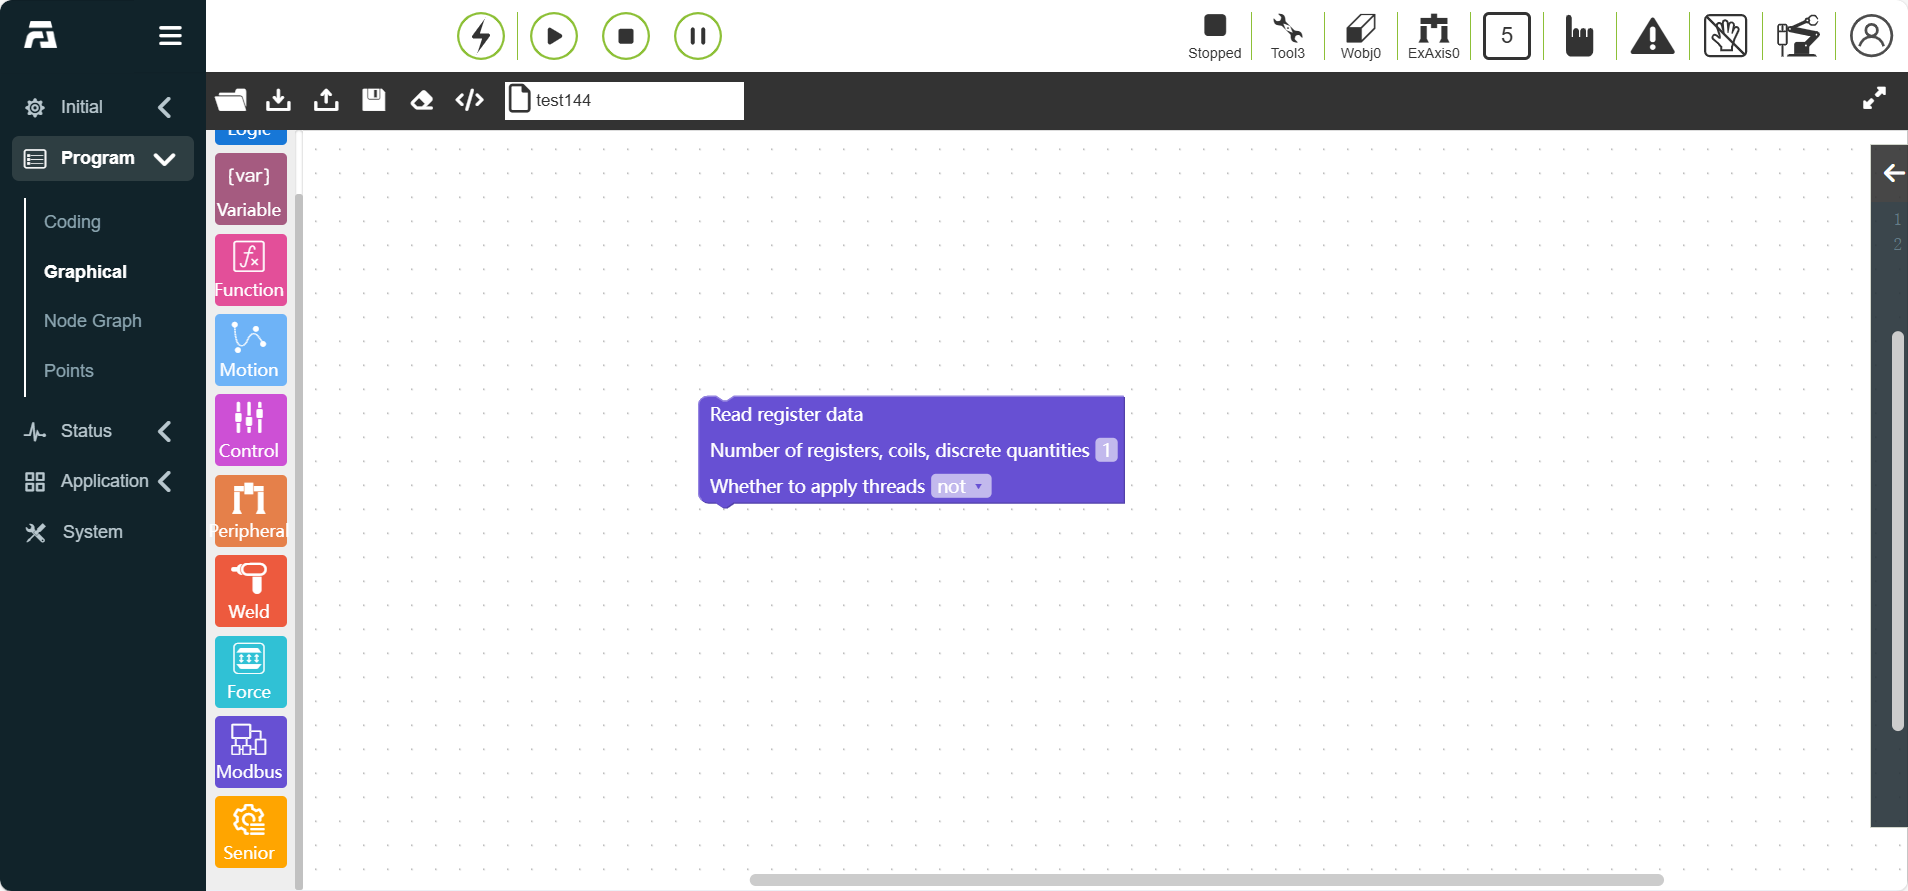 Stopped
Tool3
Wobj0
ExAxis0
5
Initial
Program
Coding
Graphical
Node Graph
Points
Status
Application
System
test144
Logic
{var}
Variable
fx
Function
Motion
Control
Peripheral
Weld
Force
Modbus
Senior
Read register data
Number of registers, coils, discrete quantities 1
Whether to apply threads not
1
2